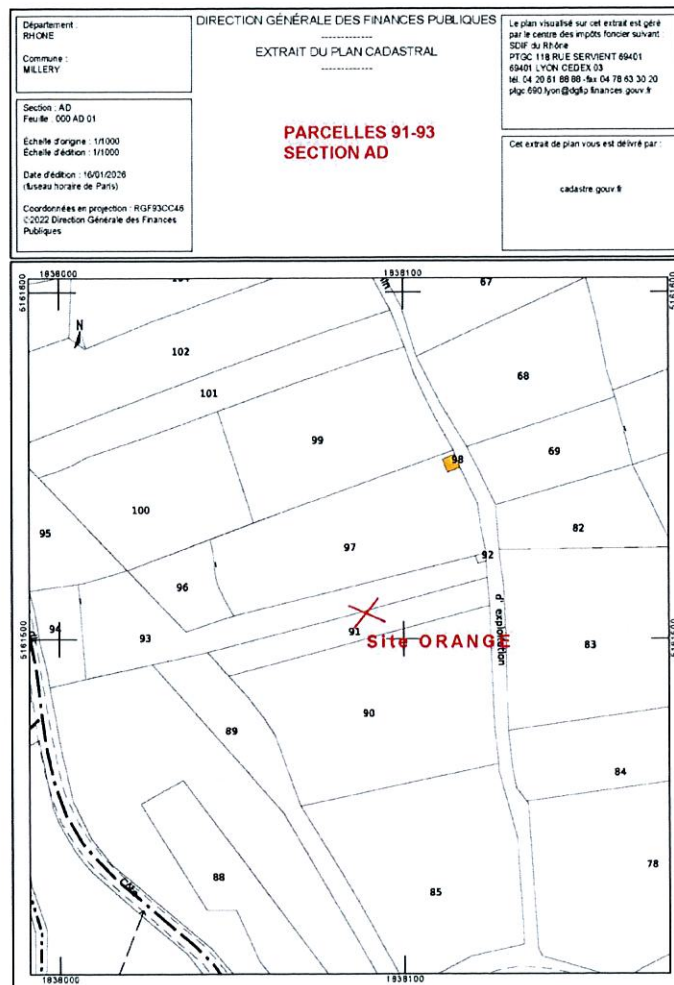 Département :
RHONE
Commune :
MILLERY
Section : AD
Feuille : 000 AD 01
Échelle d'origine : 1/1000
Échelle d'édition : 1/1000
Date d'édition : 16/01/2026
(fuseau horaire de Paris)
Coordonnées en projection : RGF93CC46
©2022 Direction Générale des Finances
Publiques
DIRECTION GÉNÉRALE DES FINANCES PUBLIQUES
-------------
EXTRAIT DU PLAN CADASTRAL
-------------
PARCELLES 91-93
SECTION AD
Le plan visualisé sur cet extrait est géré
par le centre des impôts foncier suivant
SDIF du Rhône
PTGC 118 RUE SERVIENT 69401
69401 LYON CEDEX 03
tél. 04 20 61 88 88 -fax 04 78 63 30 20
ptgc.690.lyon@dgfip.finances.gouv.fr
Cet extrait de plan vous est délivré par :
cadastre.gouv.fr
1838000
1838100
5161600
5161600
N
67
102
101
68
99
98
69
100
82
95
97
92
96
94
93
91
Site ORANGE
d' exploitation
5161500
5161500
83
90
89
84
88
85
78
1838000
1838100